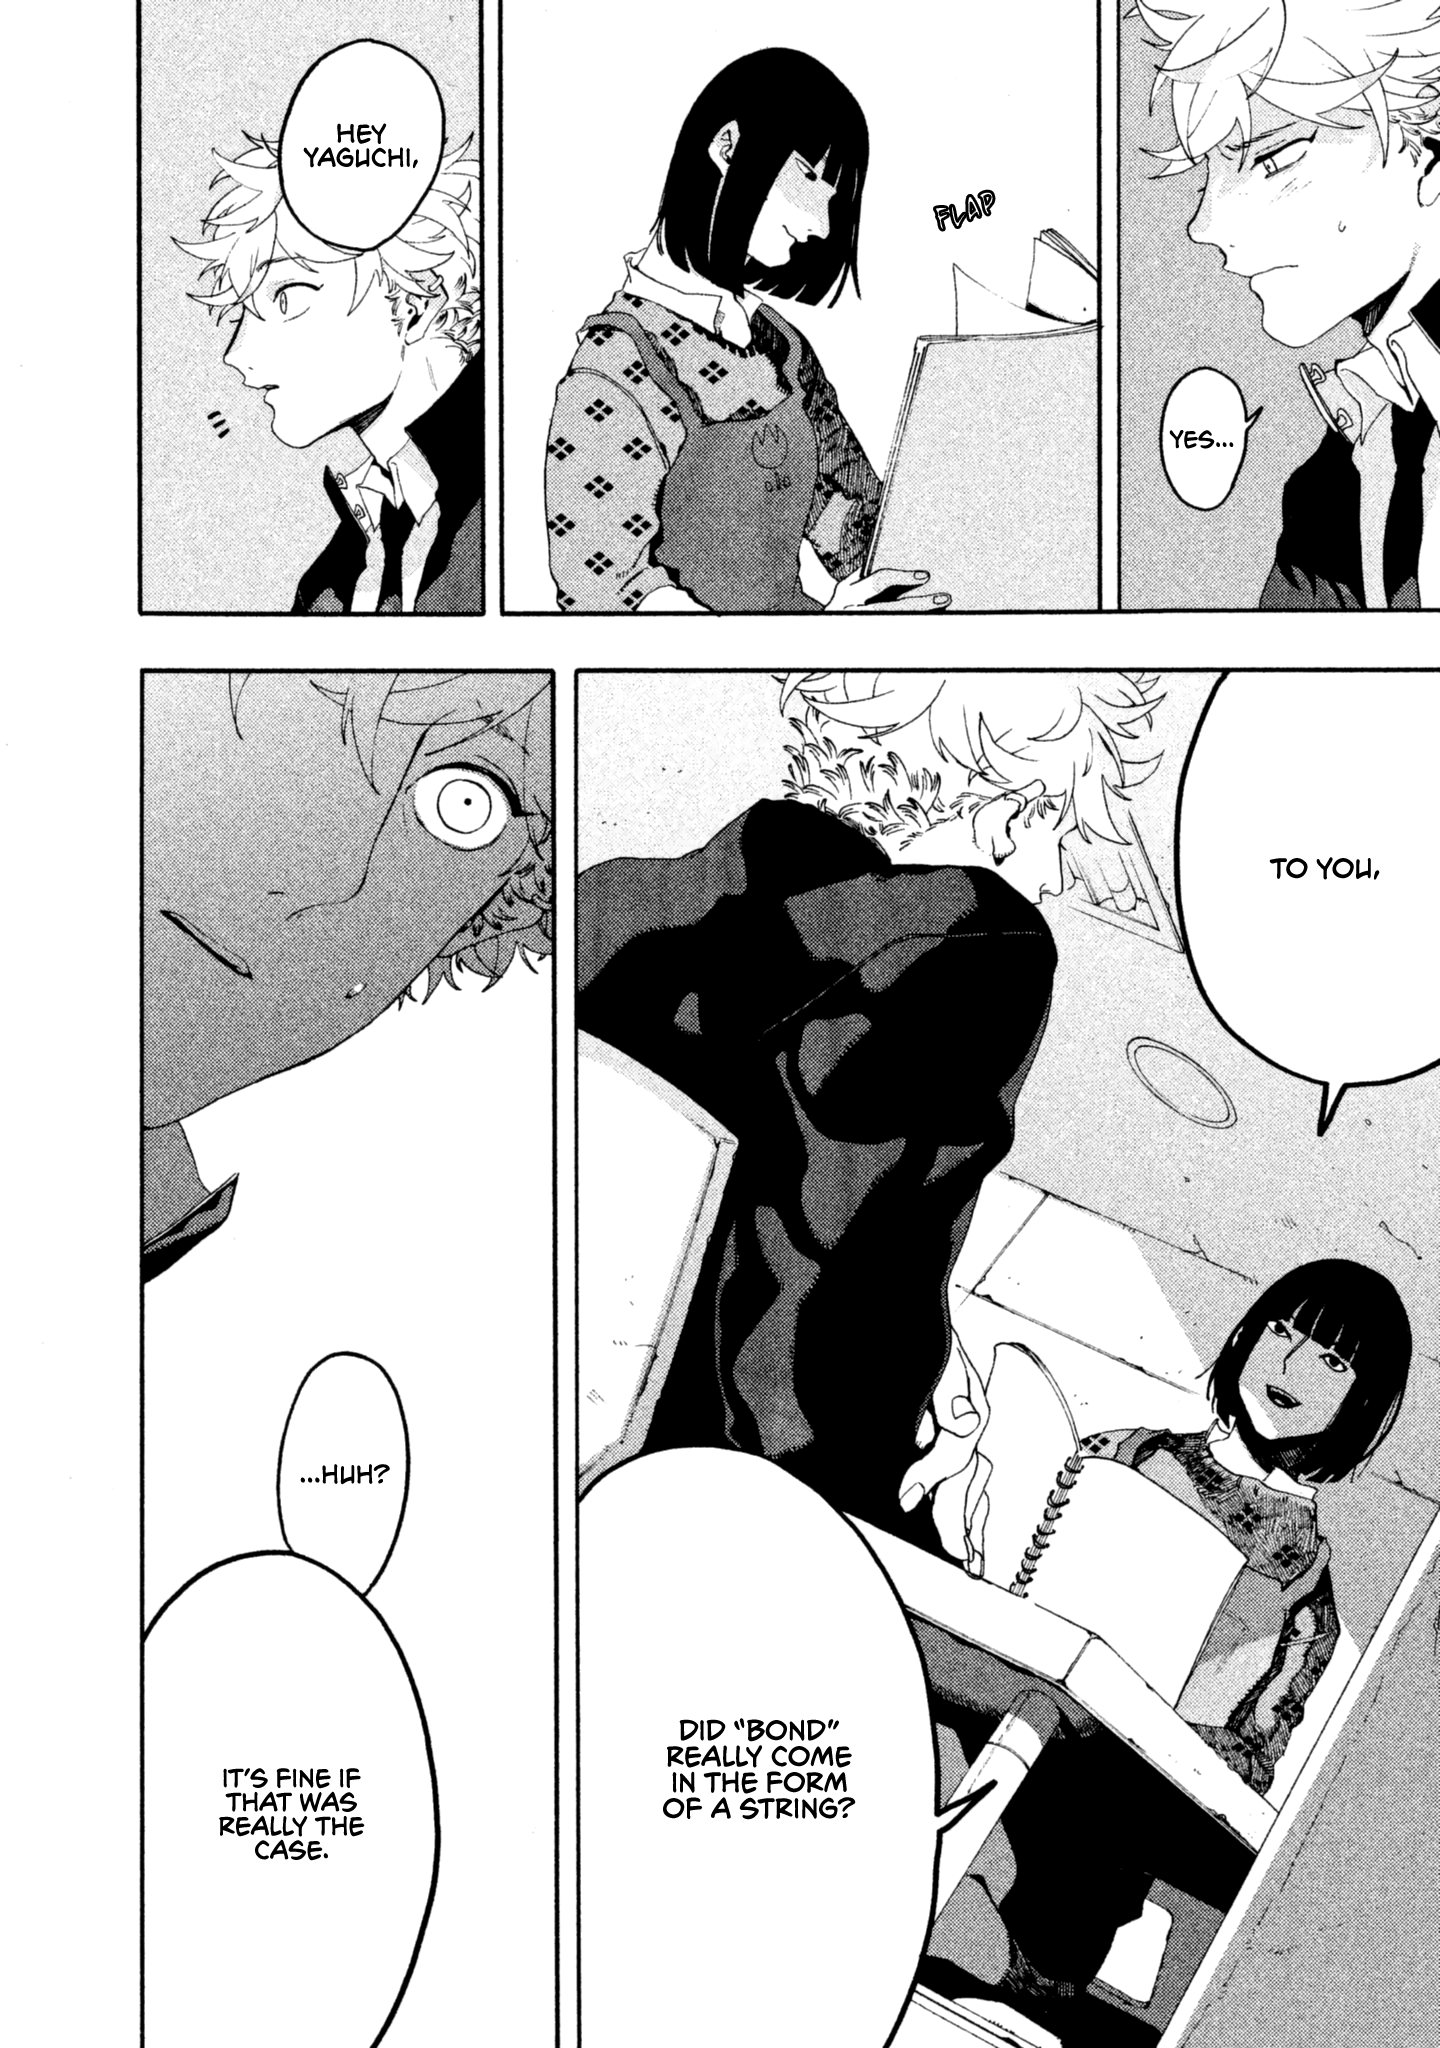 YES...
FLAP
HEY
YAGUCHI,
TO YOU,
DID “BOND”
REALLY COME
IN THE FORM
OF A STRING?
...HUH?
IT'S FINE IF
THAT WAS
REALLY THE
CASE.